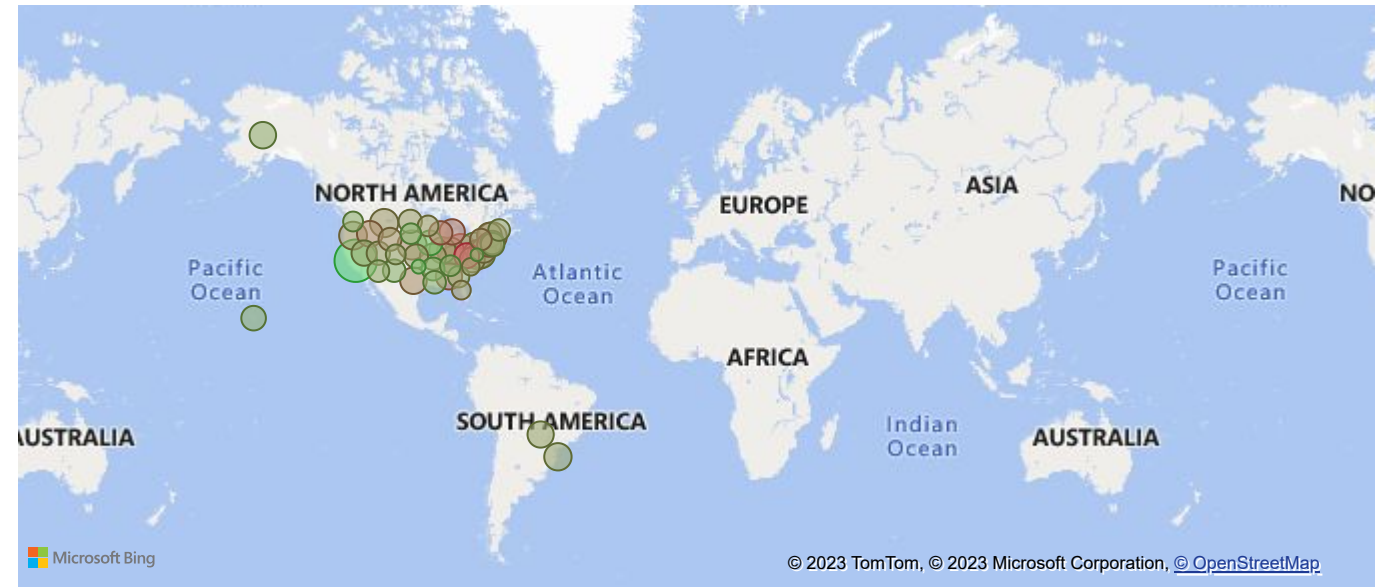 NORTH AMERICA
EUROPE
ASIA
NO
Pacific
Ocean
Atlantic
Ocean
Pacific
Ocean
AFRICA
SOUTH AMERICA
AUSTRALIA
Indian
Ocean
AUSTRALIA
Microsoft Bing
© 2023 TomTom, © 2023 Microsoft Corporation, © OpenStreetMap